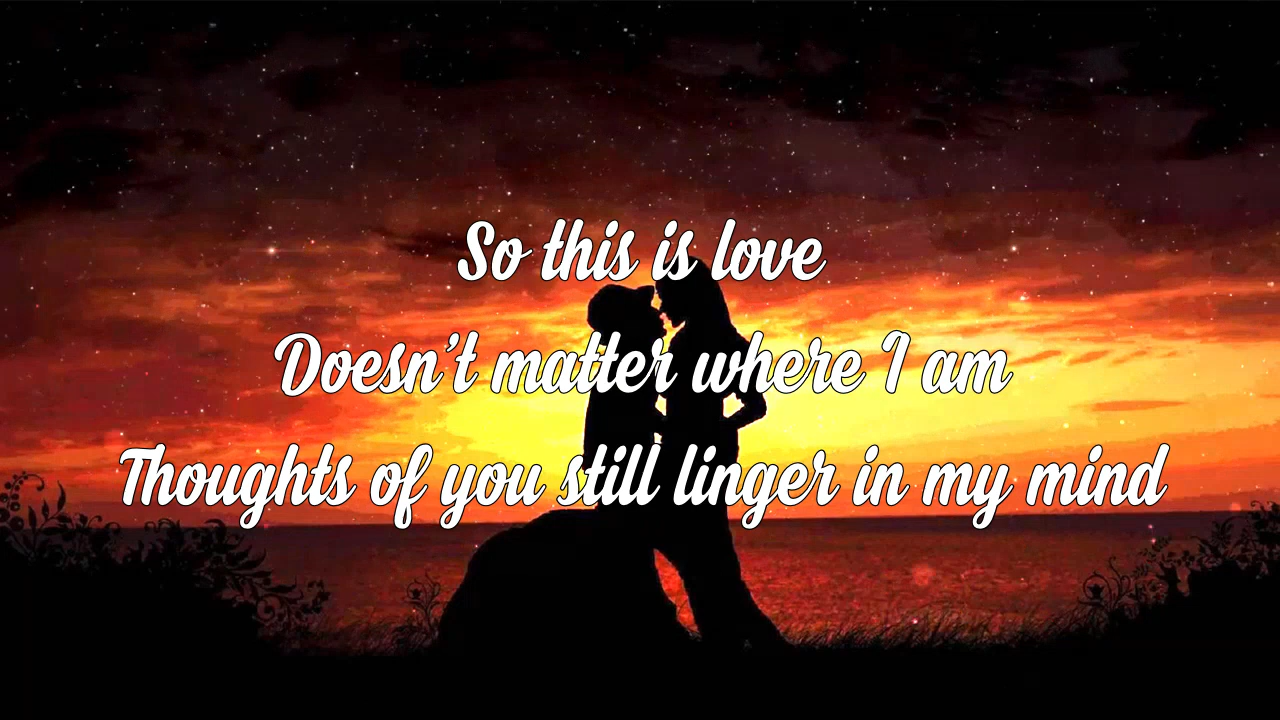 So this is love
Doesn't matter where I am
Thoughts of you still linger in my mind